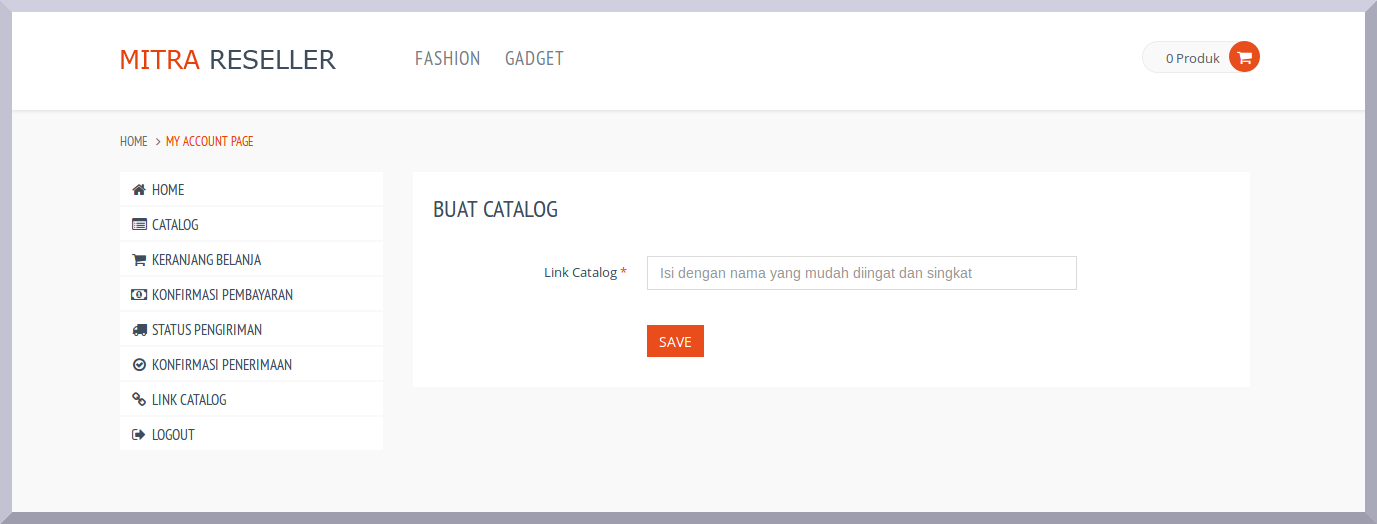 MITRA RESELLER
FASHION GADGET
0 Produk
HOME > MY ACCOUNT PAGE
HOME
CATALOG
KERANJANG BELANJA
KONFIRMASI PEMBAYARAN
STATUS PENGIRIMAN
KONFIRMASI PENERIMAAN
LINK CATALOG
LOGOUT
BUAT CATALOG
Link Catalog * Isi dengan nama yang mudah diingat dan singkat
SAVE